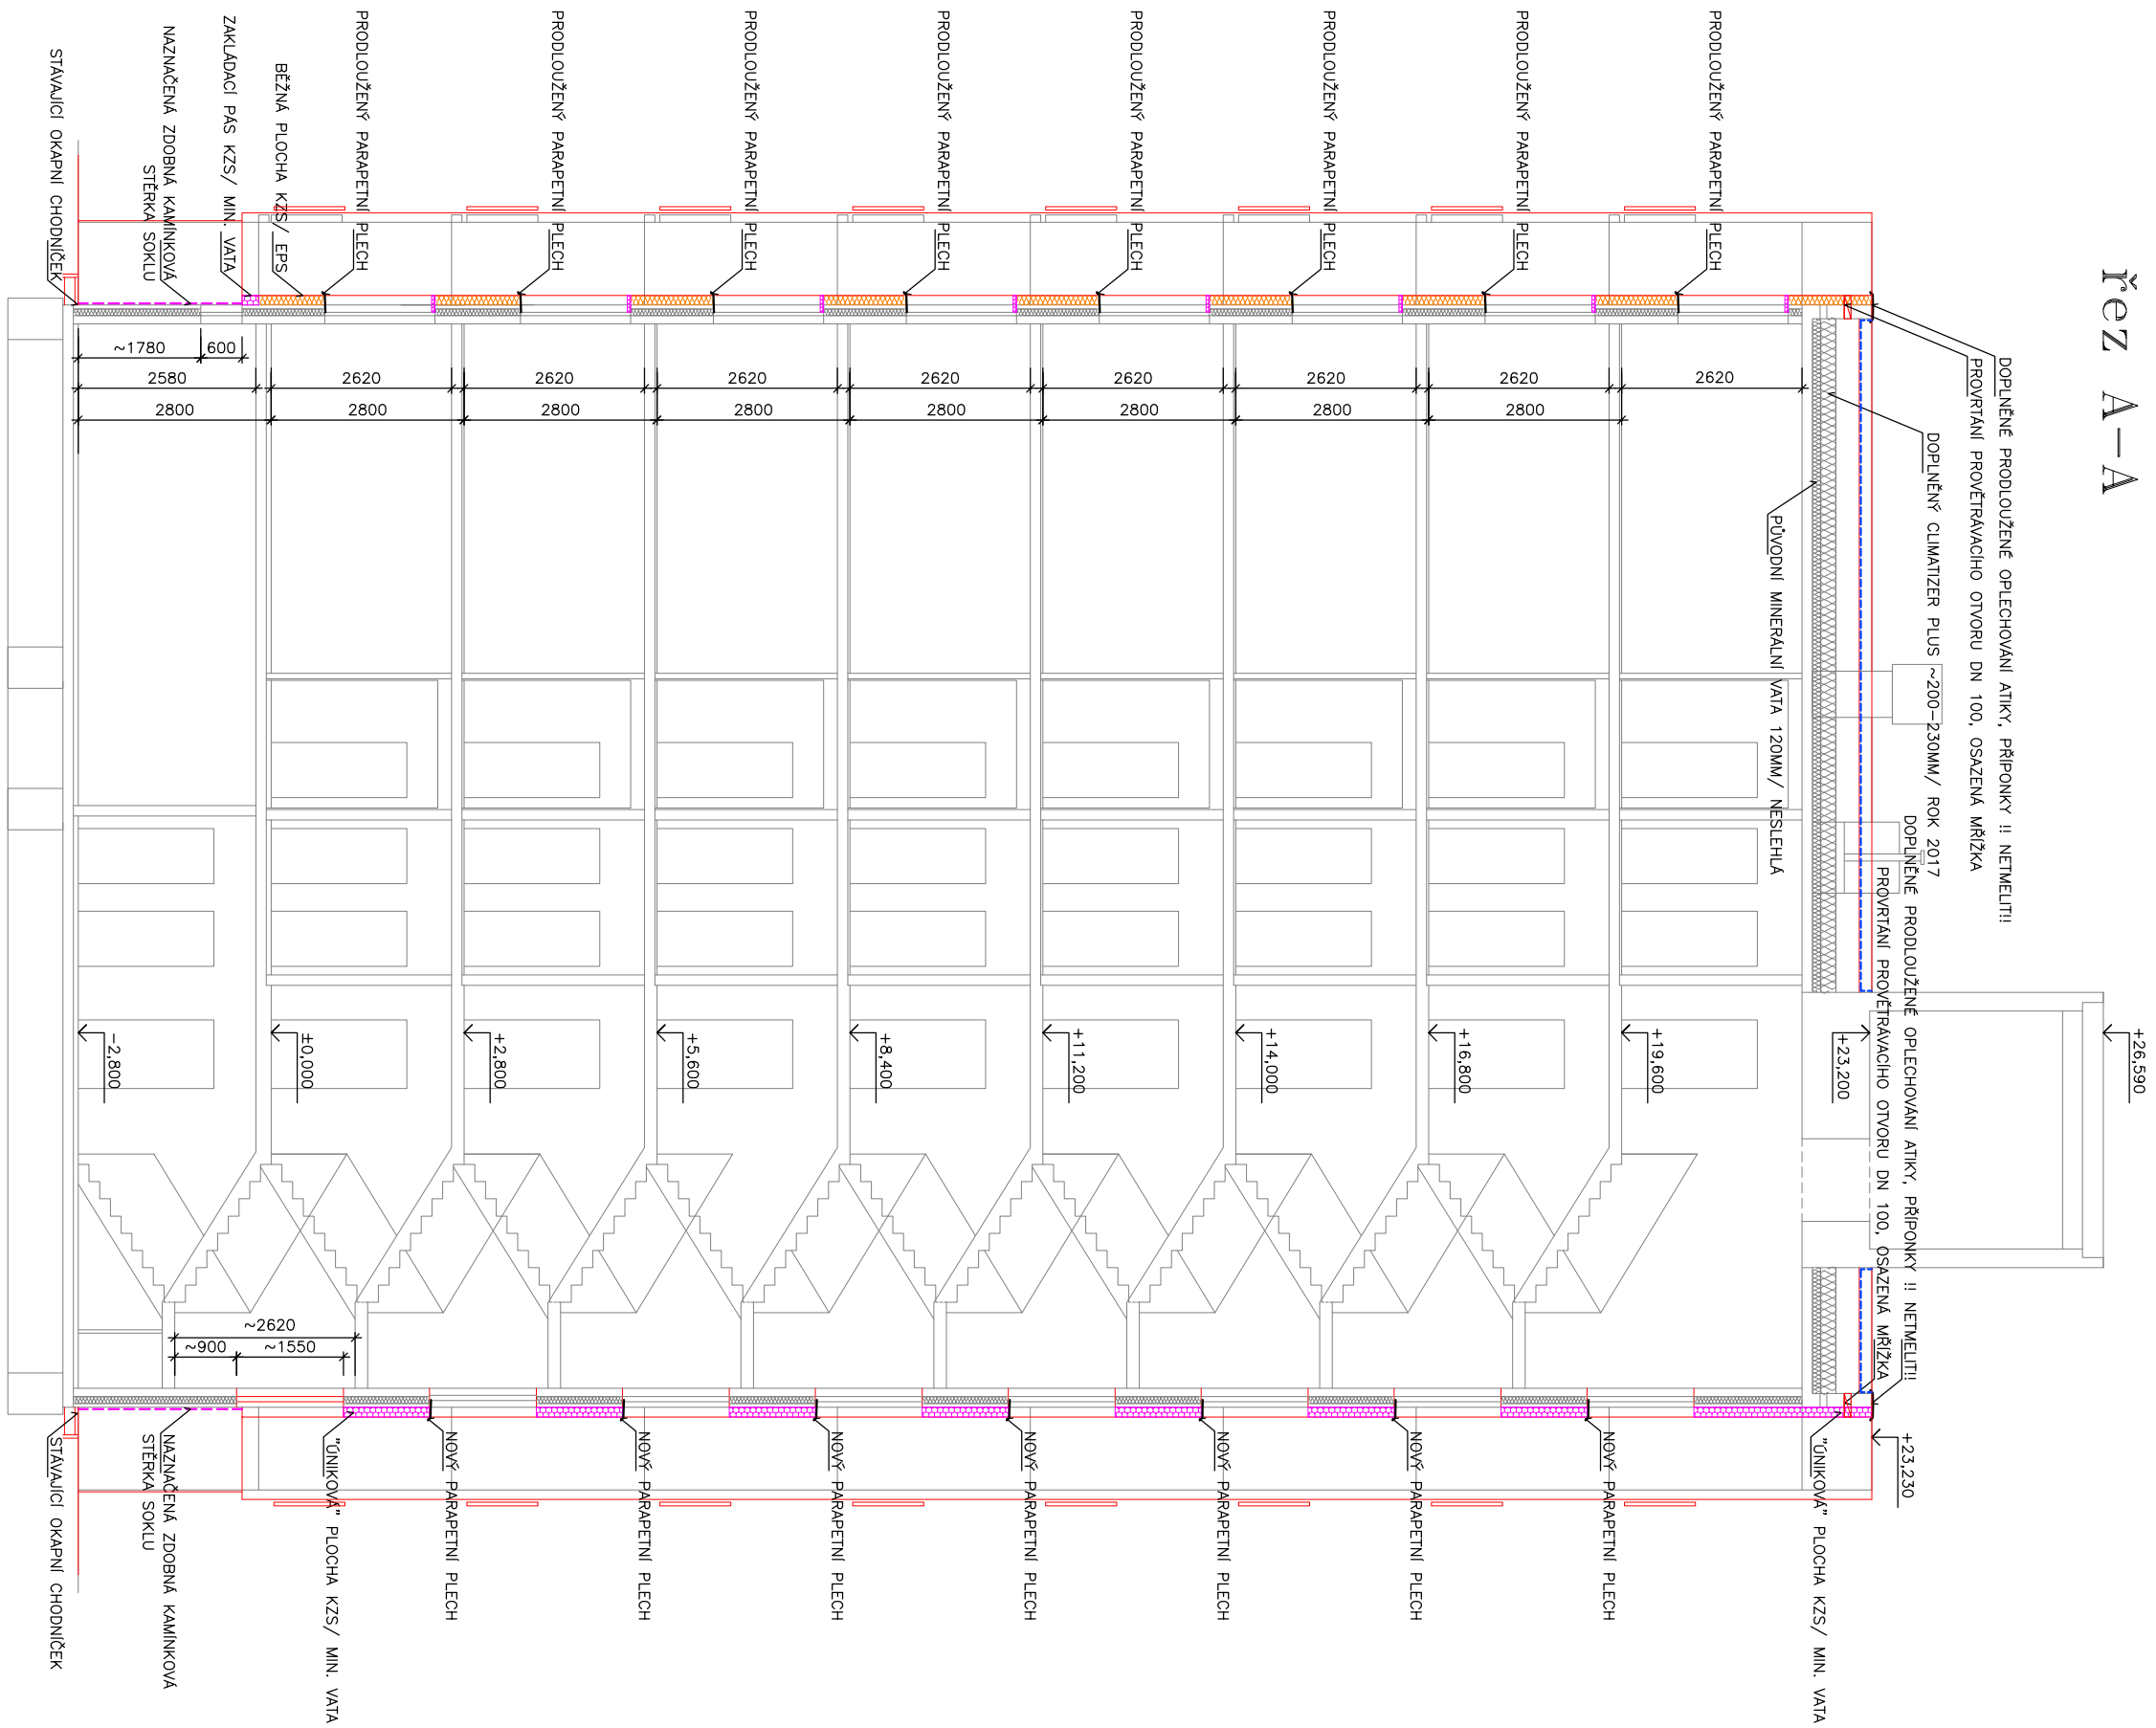 řez A-A
+26,590
DOPLNĚNÉ PRODLOUŽENÉ OPLECHOVÁNÍ ATIKY, PŘÍPONKY !! NETMELIT!!
PROVRTÁNÍ PROVĚTRÁVACÍHO OTVORU DN 100, OSAZENÁ MŘÍŽKA
DOPLNĚNÝ CLIMATIZER PLUS ~200-230MM/ ROK 2017
DOPLNĚNÉ PRODLOUŽENÉ OPLECHOVÁNÍ ATIKY, PŘÍPONKY !! NETMELIT!!
PROVRTÁNÍ PROVĚTRÁVACÍHO OTVORU DN 100, OSAZENÁ MŘÍŽKA
+23,230
+23,200
"ÚNIKOVÁ" PLOCHA KZS/ MIN. VATA
PŮVODNÍ MINERÁLNÍ VATA 120MM/ NESLEHLÁ
PRODLOUŽENÝ PARAPETNÍ PLECH
2620
+19,600
NOVÝ PARAPETNÍ PLECH
PRODLOUŽENÝ PARAPETNÍ PLECH
2620
2800
+16,800
NOVÝ PARAPETNÍ PLECH
PRODLOUŽENÝ PARAPETNÍ PLECH
2620
2800
+14,000
NOVÝ PARAPETNÍ PLECH
PRODLOUŽENÝ PARAPETNÍ PLECH
2620
2800
+11,200
NOVÝ PARAPETNÍ PLECH
PRODLOUŽENÝ PARAPETNÍ PLECH
2620
2800
+8,400
NOVÝ PARAPETNÍ PLECH
PRODLOUŽENÝ PARAPETNÍ PLECH
2620
2800
+5,600
NOVÝ PARAPETNÍ PLECH
PRODLOUŽENÝ PARAPETNÍ PLECH
2620
2800
+2,800
NOVÝ PARAPETNÍ PLECH
PRODLOUŽENÝ PARAPETNÍ PLECH
2620
2800
±0,000
"ÚNIKOVÁ" PLOCHA KZS/ MIN. VATA
BĚŽNÁ PLOCHA KZS/ EPS
ZAKLÁDACÍ PÁS KZS/ MIN. VATA
~2620
~900
~1550
NAZNAČENÁ ZDOBNÁ KAMÍNKOVÁ
STĚRKA SOKLU
~1780
600
2580
2800
-2,800
NAZNAČENÁ ZDOBNÁ KAMÍNKOVÁ
STĚRKA SOKLU
STÁVAJÍCÍ OKAPNÍ CHODNÍČEK
STÁVAJÍCÍ OKAPNÍ CHODNÍČEK